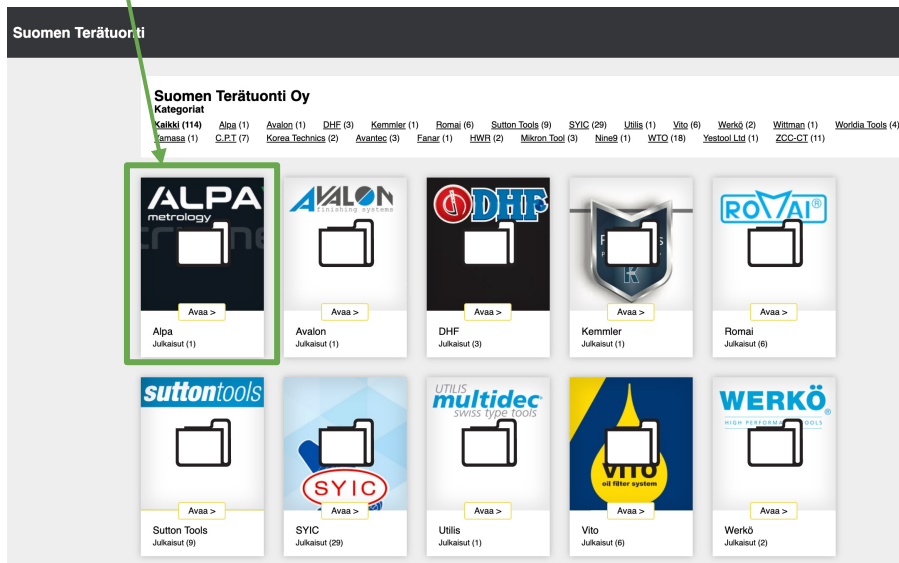 Suomen Terätuonti
Suomen Terätuonti Oy
Kategoriat
Kaikki (114) Alpa (1) Avalon (1) DHF (3) Kemmler (1) Romai (6) Sutton Tools (9) SYIC (29) Utilis (1) Vito (6) Werkö (2) Wittman (1) Worldia Tools (4)
Yamasa (1) C.P.T (7) Korea Technics (2) Avantec (3) Fanar (1) HWR (2) Mikron Tool (3) Nine9 (1) WTO (18) Yestool Ltd (1) ZCC-CT (11)
ALPA
metrology
AVALON
finishing systems
DHF
K
ROMAI®
Avaa > Avaa > Avaa > Avaa > Avaa >
Alpa Avalon DHF Kemmler Romai
Julkaisut (1) Julkaisut (1) Julkaisut (3) Julkaisut (1) Julkaisut (6)
suttontools
SYIC
UTILIS
multidec®
swiss type tools
VITO
oil filter system
WERKÖ®
HIGH PERFORMA OOLS
Avaa > Avaa > Avaa > Avaa > Avaa >
Sutton Tools SYIC Utilis Vito Werkö
Julkaisut (9) Julkaisut (29) Julkaisut (1) Julkaisut (6) Julkaisut (2)